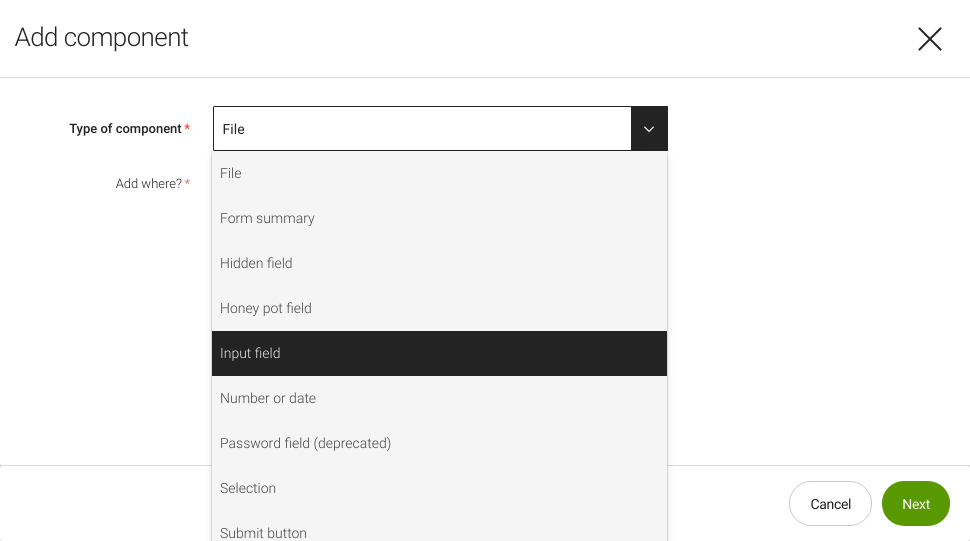 Add component
Type of component *
File
Add where? *
File
Form summary
Hidden field
Honey pot field
Input field
Number or date
Password field (deprecated)
Selection
Submit button
Cancel
Next